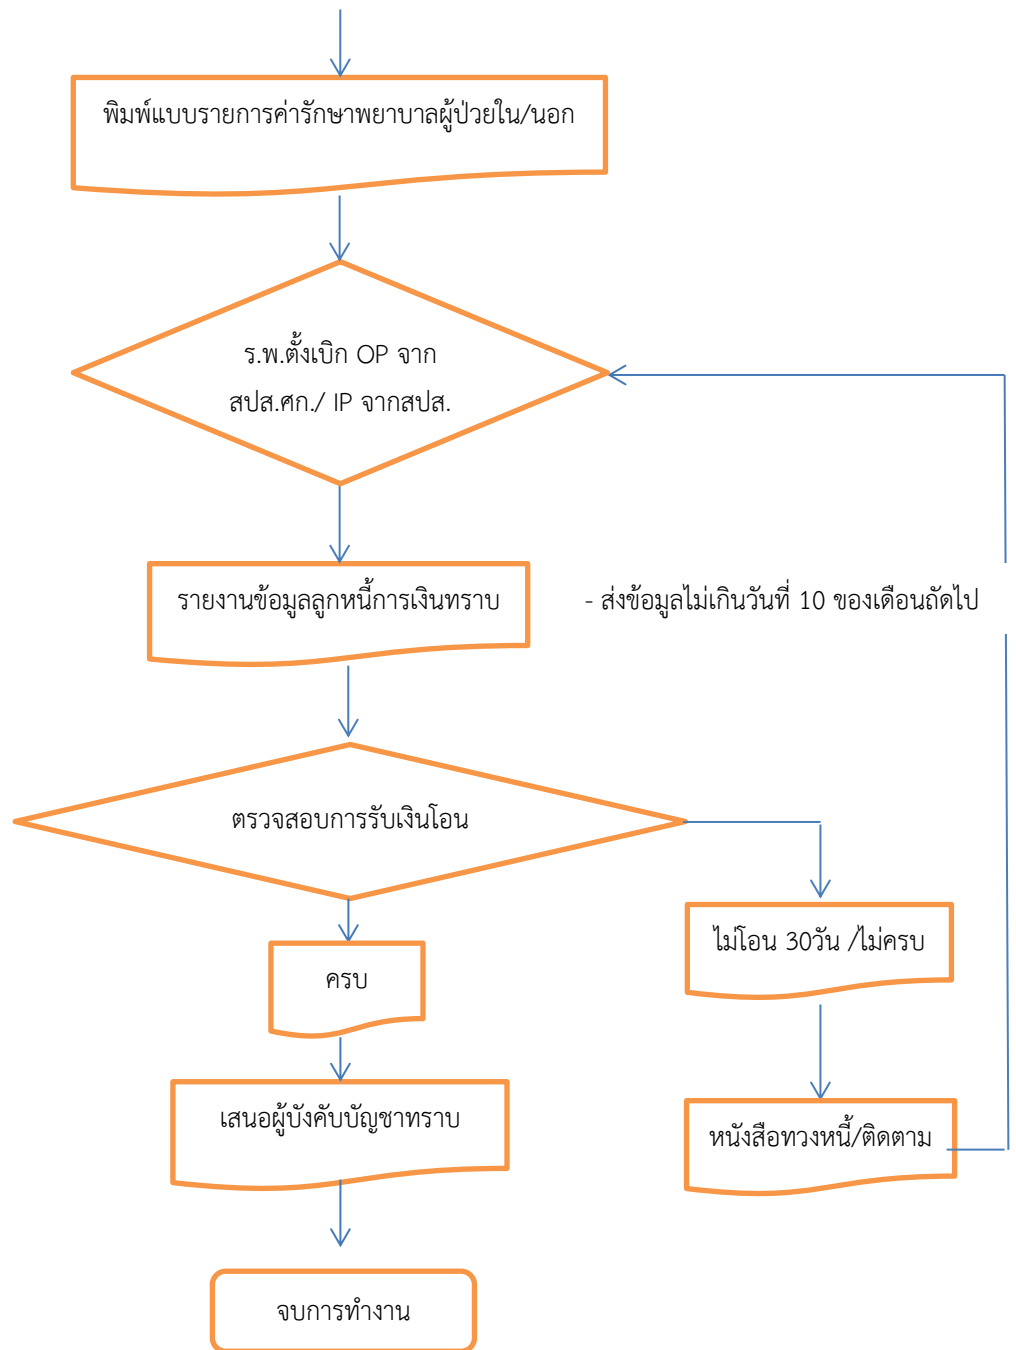 พิมพ์แบบรายการค่ารักษาพยาบาลผู้ป่วยใน/นอก
ร.พ.ตั้งเบิก OP จาก
สปส.ศก./ IP จากสปส.
รายงานข้อมูลลูกหนี้การเงินทราบ
- ส่งข้อมูลไม่เกินวันที่ 10 ของเดือนถัดไป
ตรวจสอบการรับเงินโอน
ไม่โอน 30วัน /ไม่ครบ
ครบ
เสนอผู้บังคับบัญชาทราบ
หนังสือทวงหนี้/ติดตาม
จบการทำงาน